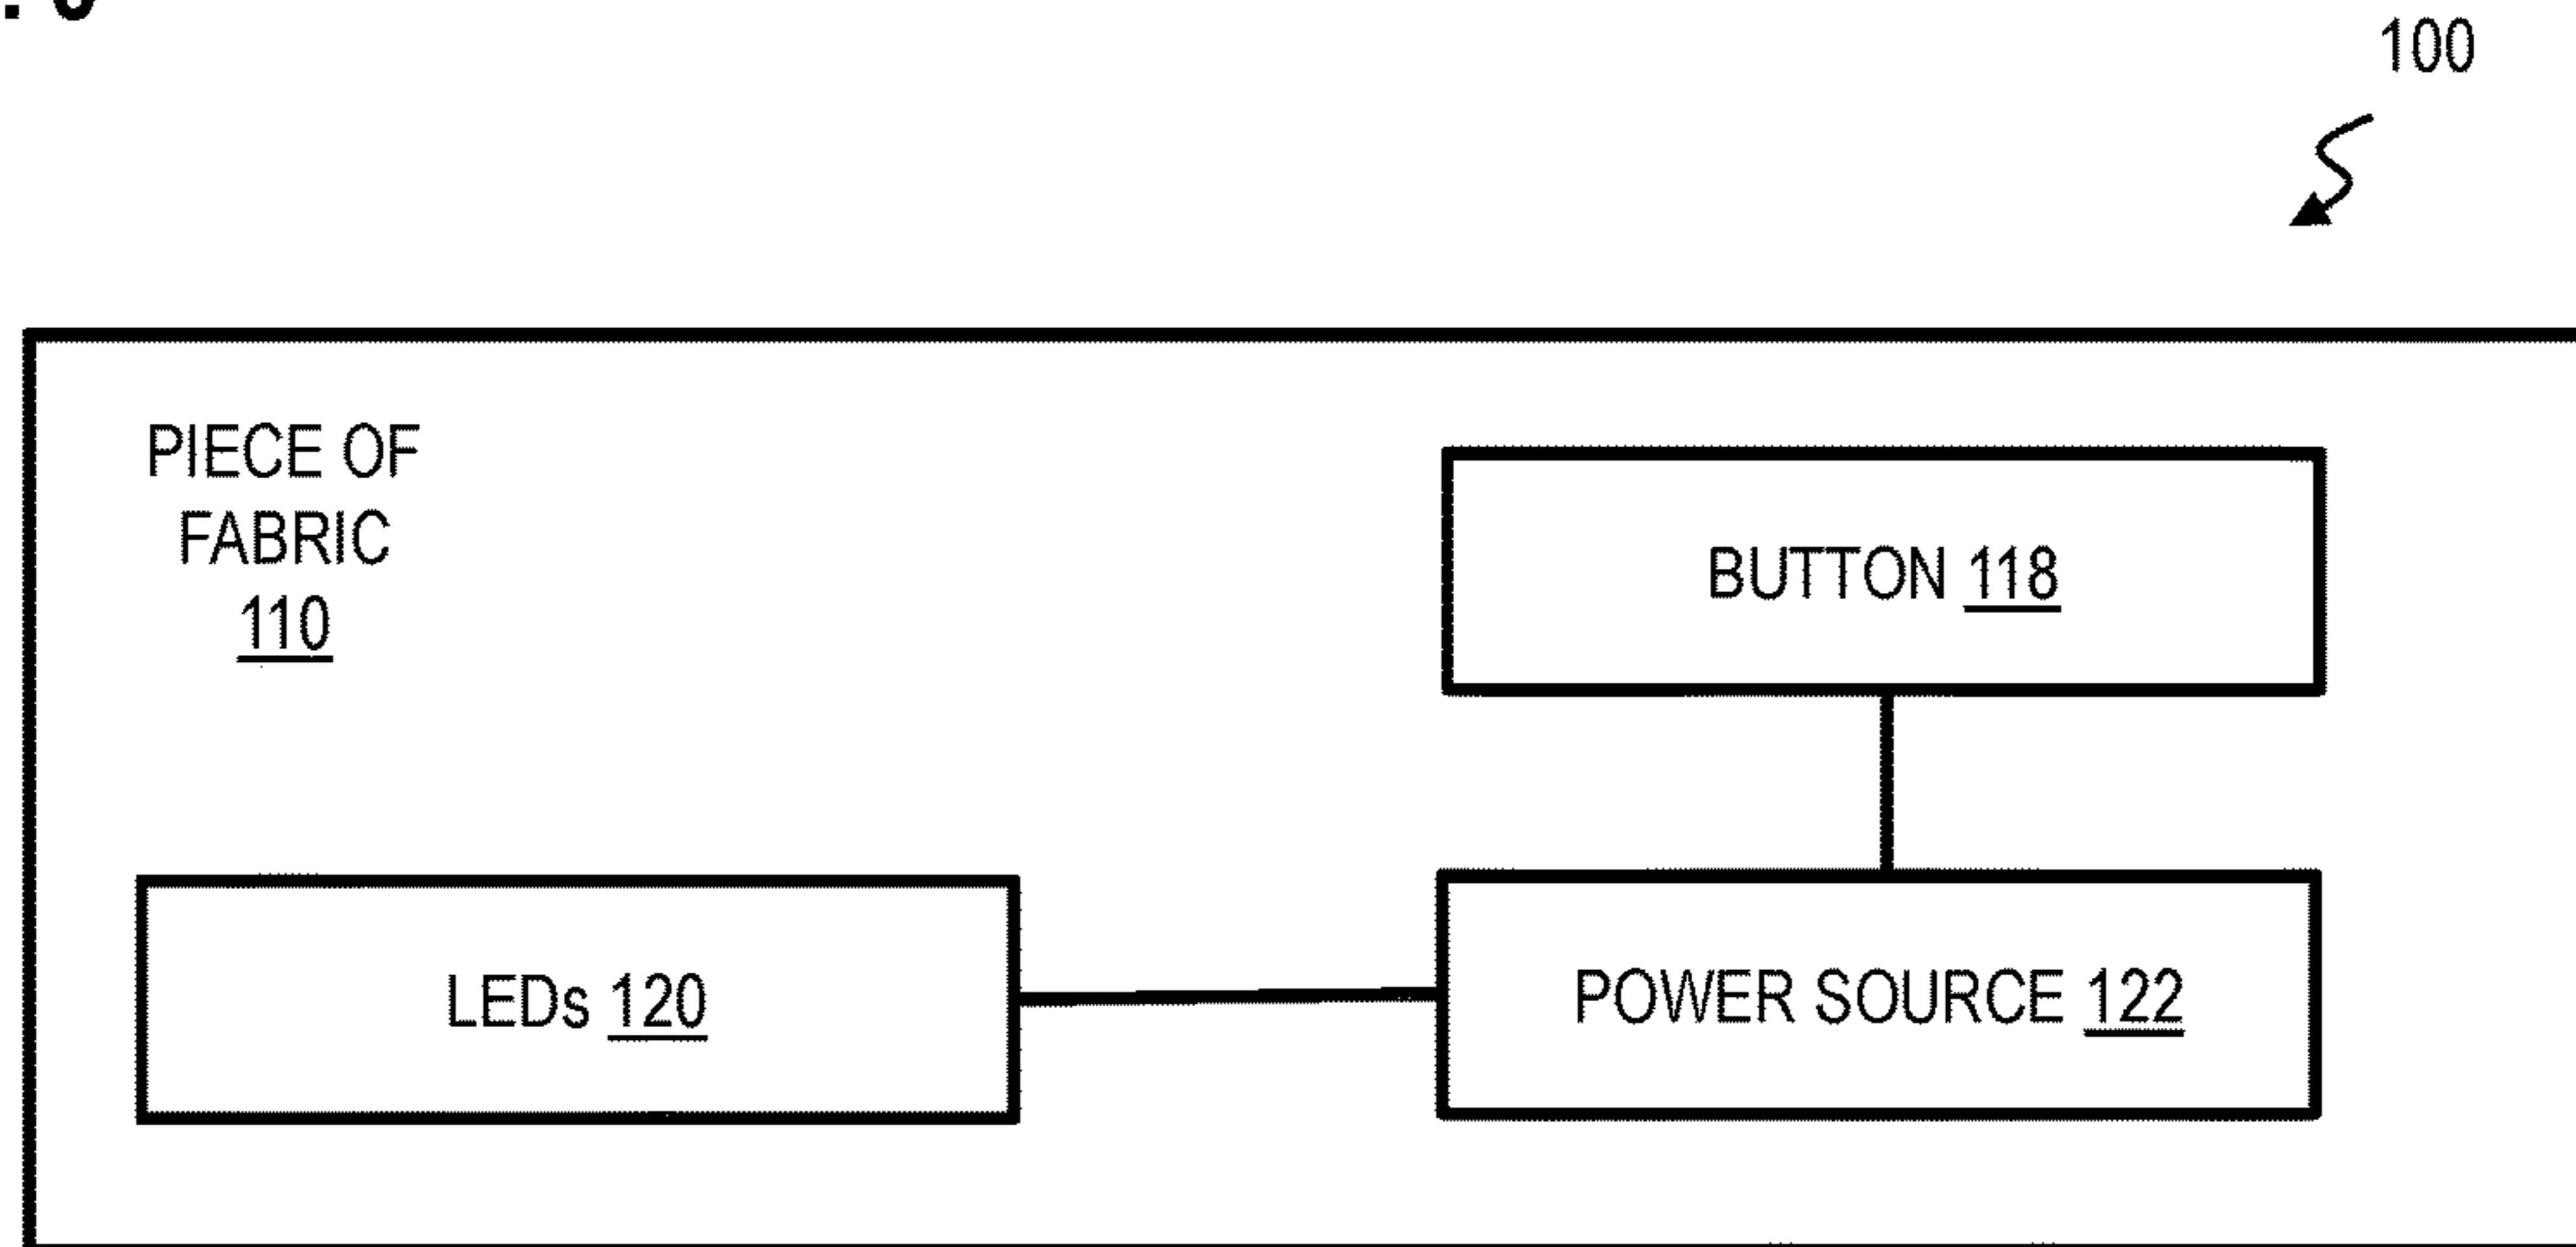 100
PIECE OF
FABRIC
110
BUTTON 118
LEDs 120
POWER SOURCE 122